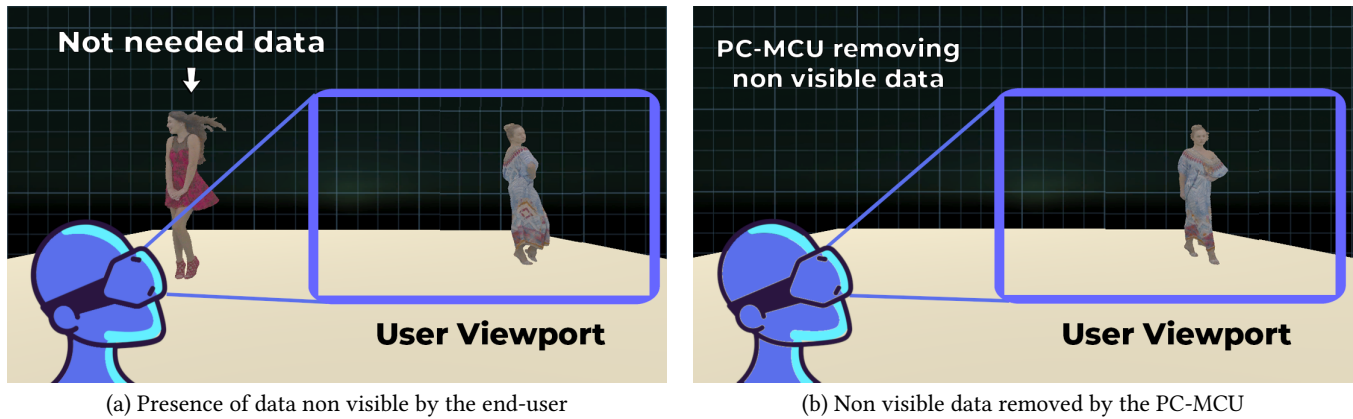 Not needed data
User Viewport
(a) Presence of data non visible by the end-user
PC-MCU removing
non visible data
User Viewport
(b) Non visible data removed by the PC-MCU